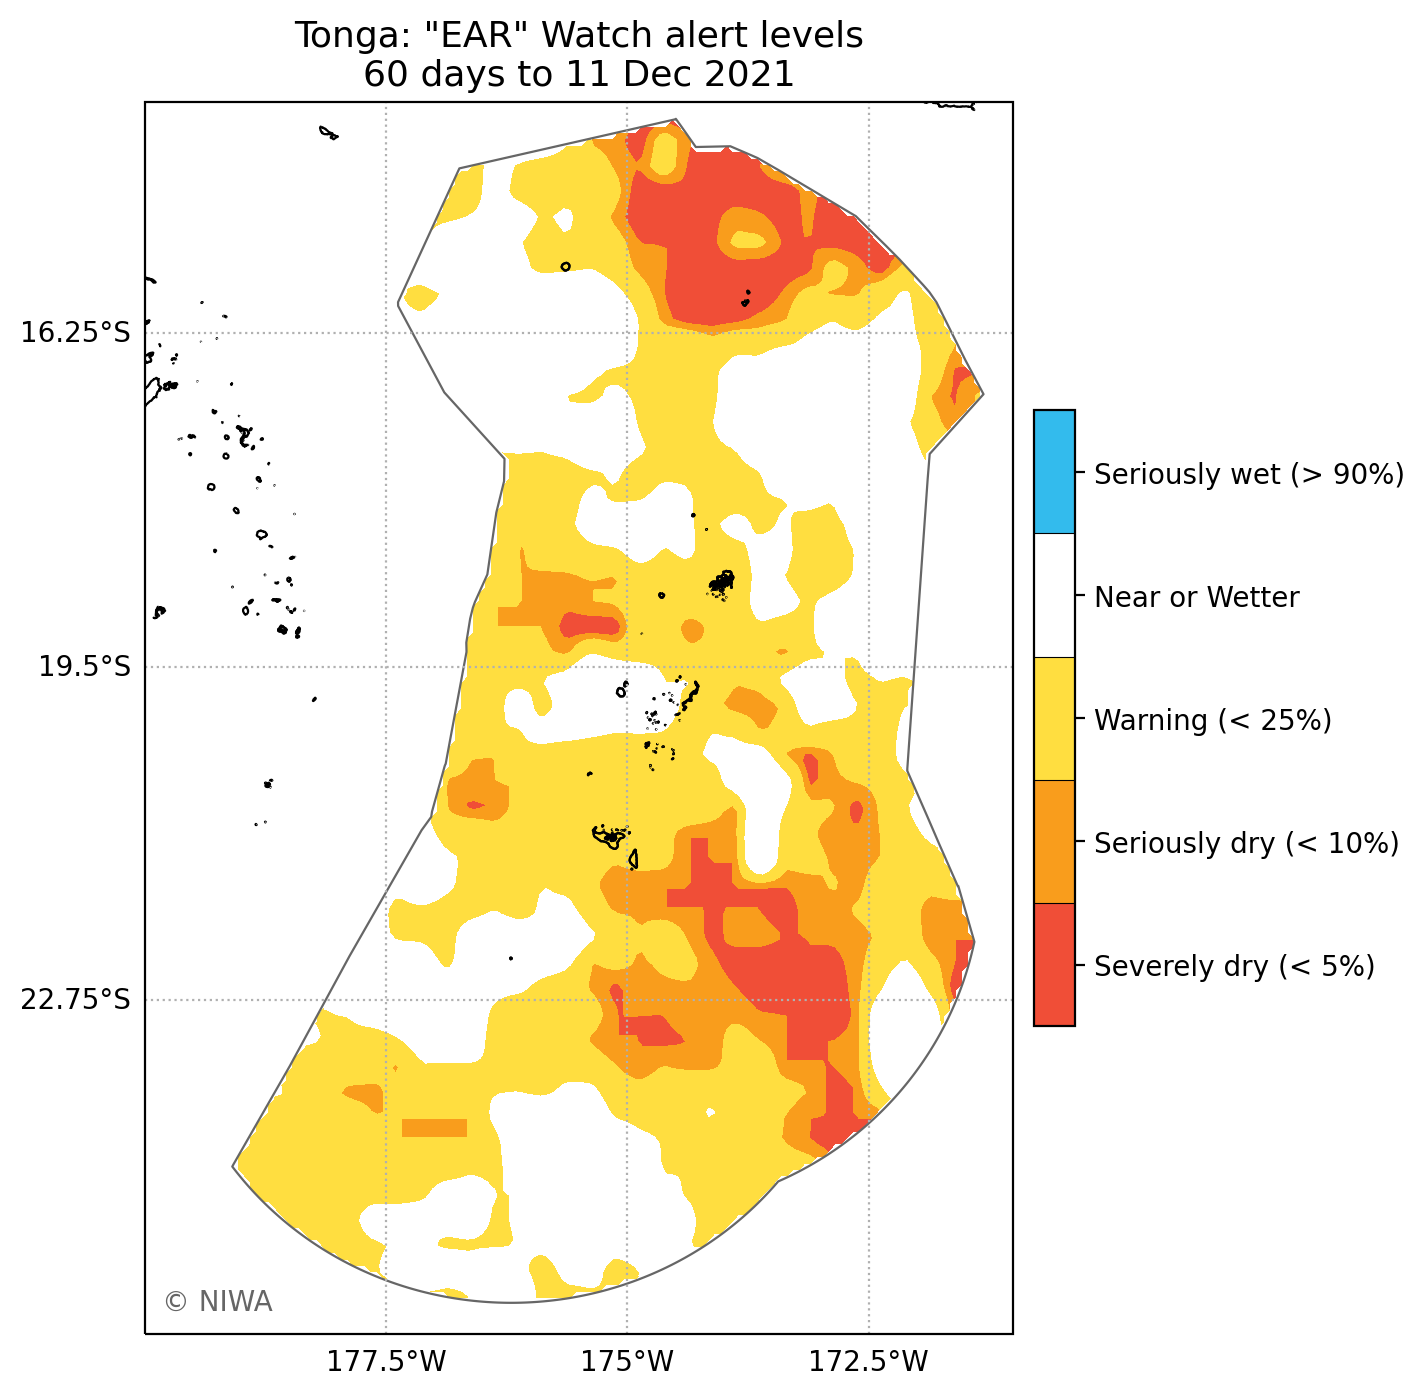 Tonga: "EAR" Watch alert levels
60 days to 11 Dec 2021
16.25°S
19.5°S
22.75°S
177.5°W
175°W
172.5°W
Seriously wet (> 90%)
Near or Wetter
Warning (< 25%)
Seriously dry (< 10%)
Severely dry (< 5%)
© NIWA